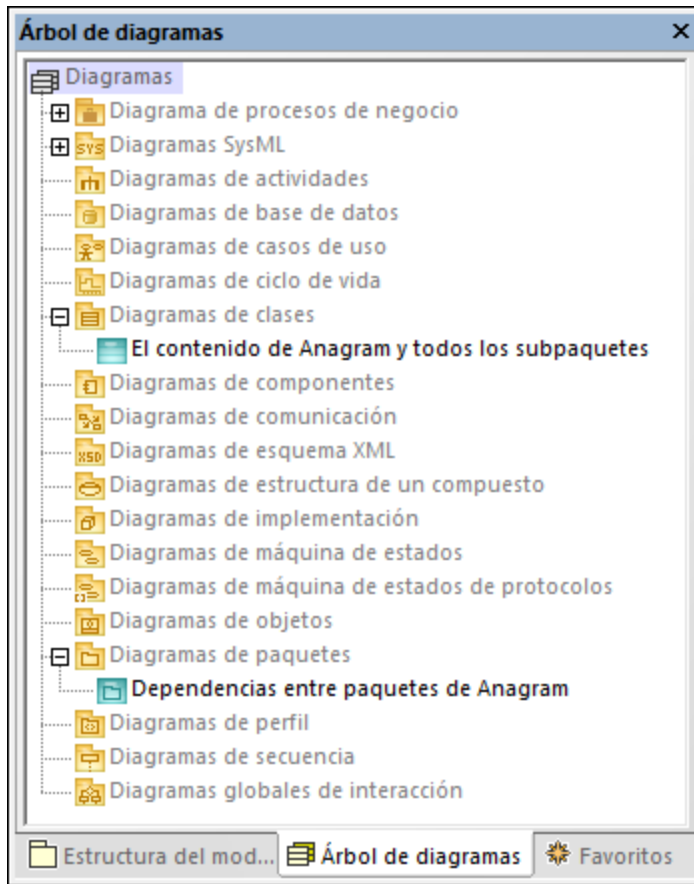 Árbol de diagramas
Diagramas
Diagrama de procesos de negocio
SYS Diagramas SysML
Diagramas de actividades
Diagramas de base de datos
Diagramas de casos de uso
Diagramas de ciclo de vida
Diagramas de clases
El contenido de Anagram y todos los subpaquetes
Diagramas de componentes
Diagramas de comunicación
XSD Diagramas de esquema XML
Diagramas de estructura de un compuesto
Diagramas de implementación
Diagramas de máquina de estados
Diagramas de máquina de estados de protocolos
Diagramas de objetos
Diagramas de paquetes
Dependencias entre paquetes de Anagram
Diagramas de perfil
Diagramas de secuencia
Diagramas globales de interacción
Estructura del mod... Árbol de diagramas Favoritos